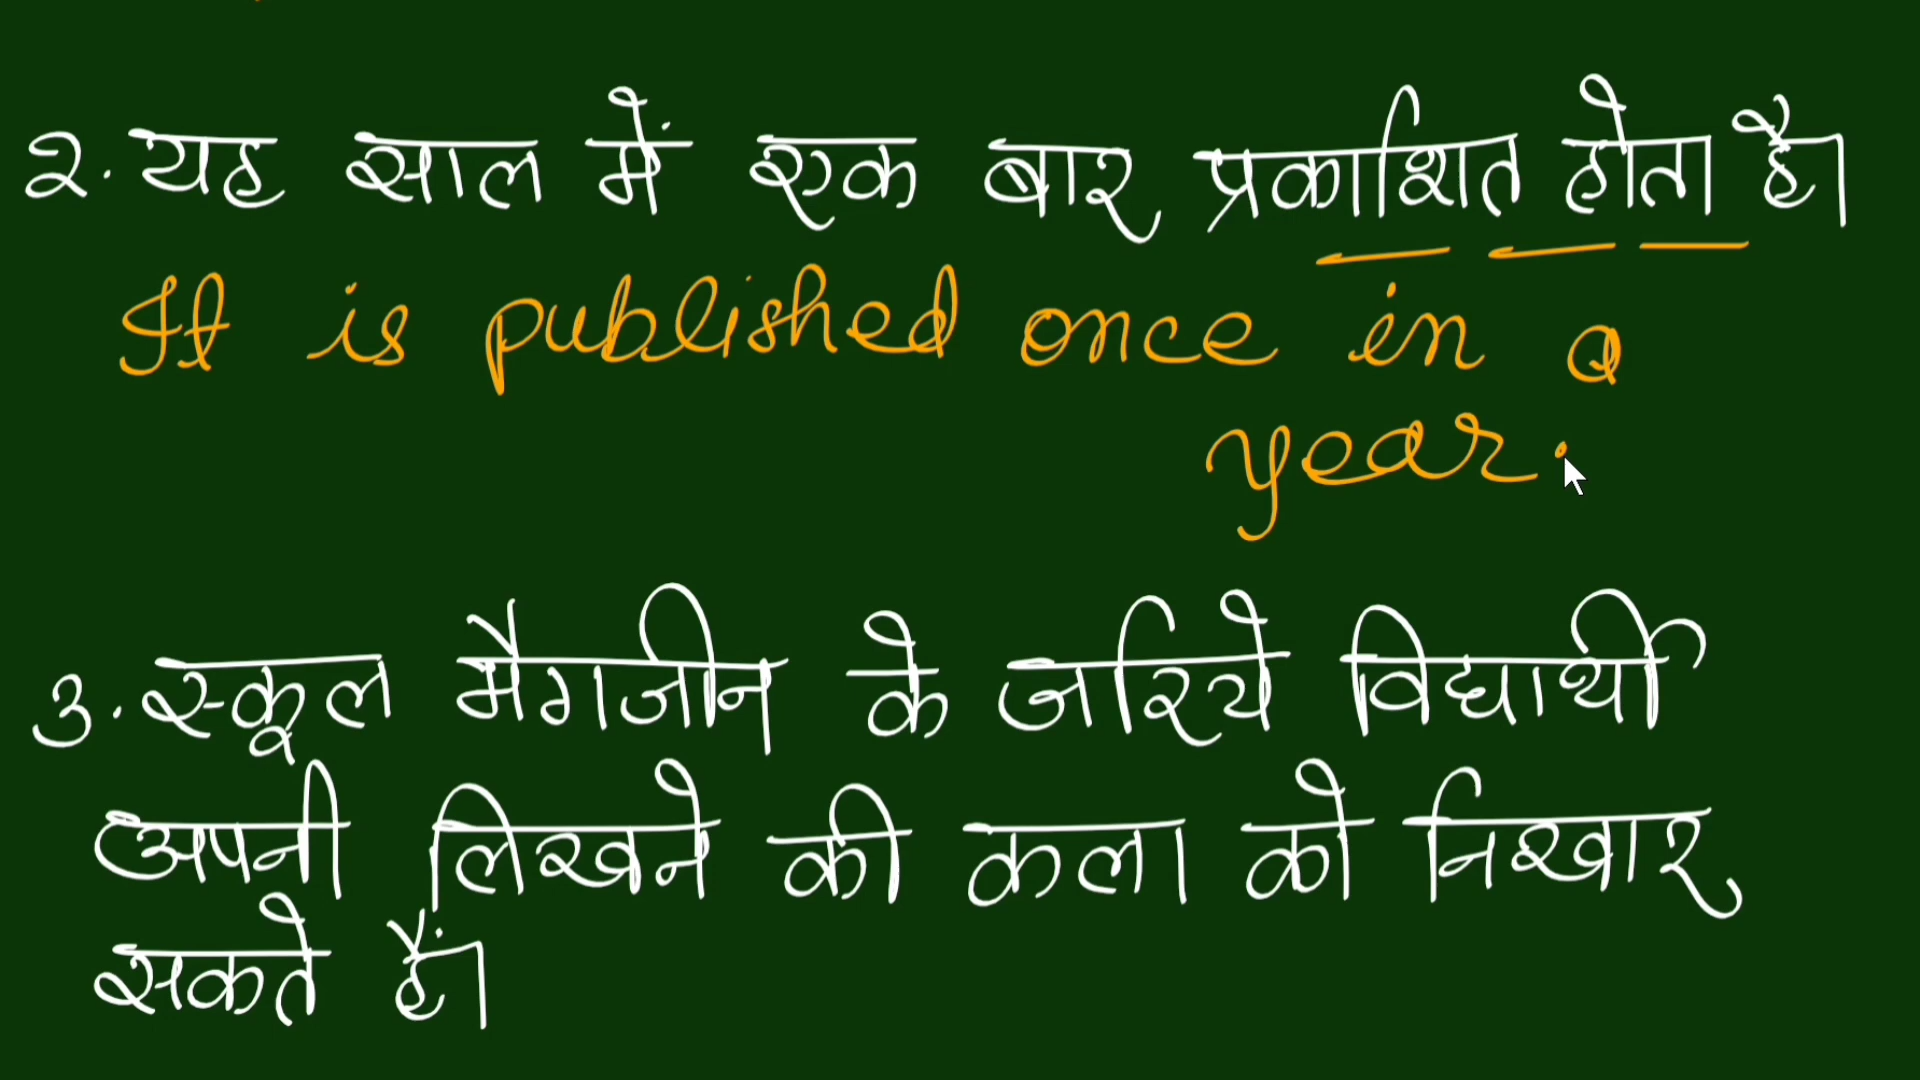 २. यह साल में एक बार प्रकाशित होता है।
It is published once in a
year.
३. स्कूल मैगजीन के जरिये विद्यार्थी
अपनी लिखने की कला को निखार
सकते हैं।